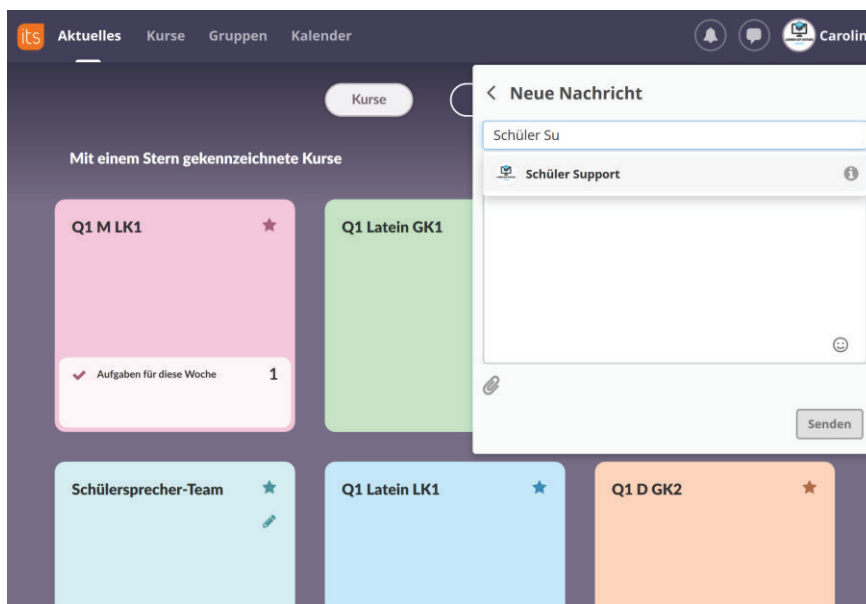 its Aktuelles Kurse Gruppen Kalender Carolin
Kurse
Neue Nachricht
Schüler Su
Schüler Support
Mit einem Stern gekennzeichnete Kurse
Q1 M LK1
Q1 Latein GK1
Aufgaben für diese Woche 1
Senden
Schülersprecher-Team
Q1 Latein LK1
Q1 D GK2